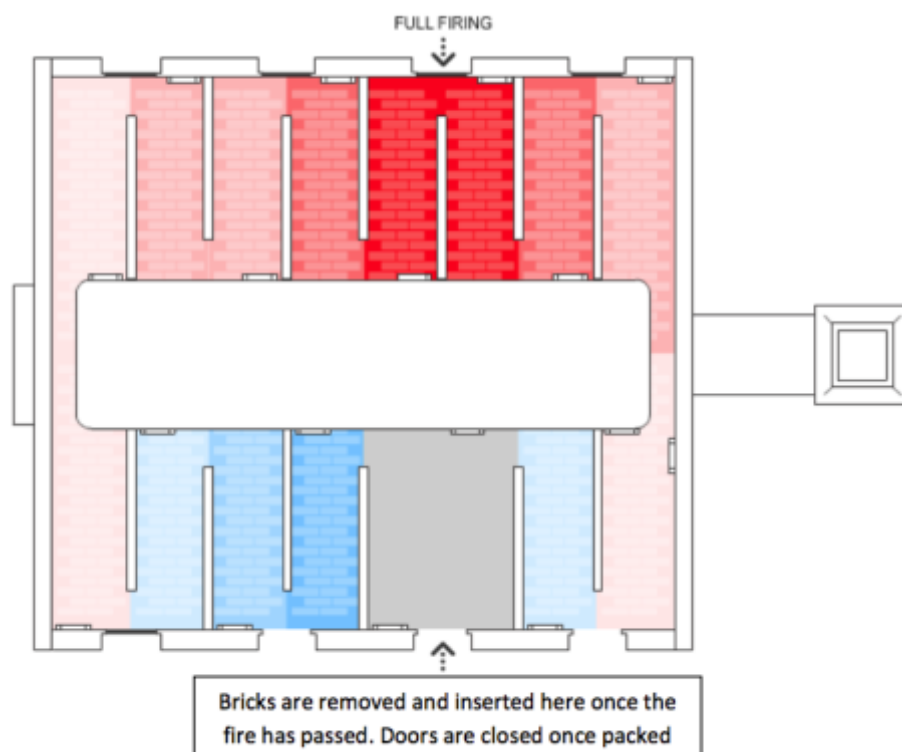 FULL FIRING
Bricks are removed and inserted here once the
fire has passed. Doors are closed once packed